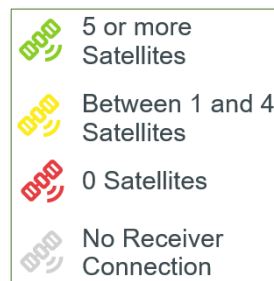 5 or more
Satellites
Between 1 and 4
Satellites
0 Satellites
No Receiver
Connection